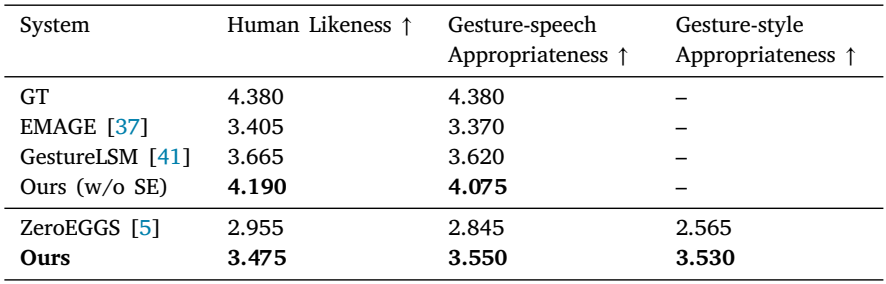 System Human Likeness ↑ Gesture-speech Appropriateness ↑ Gesture-style Appropriateness ↑
GT 4.380 4.380 –
EMAGE [37] 3.405 3.370 –
GestureLSM [41] 3.665 3.620 –
Ours (w/o SE) 4.190 4.075 –
ZeroEGGS [5] 2.955 2.845 2.565
Ours 3.475 3.550 3.530